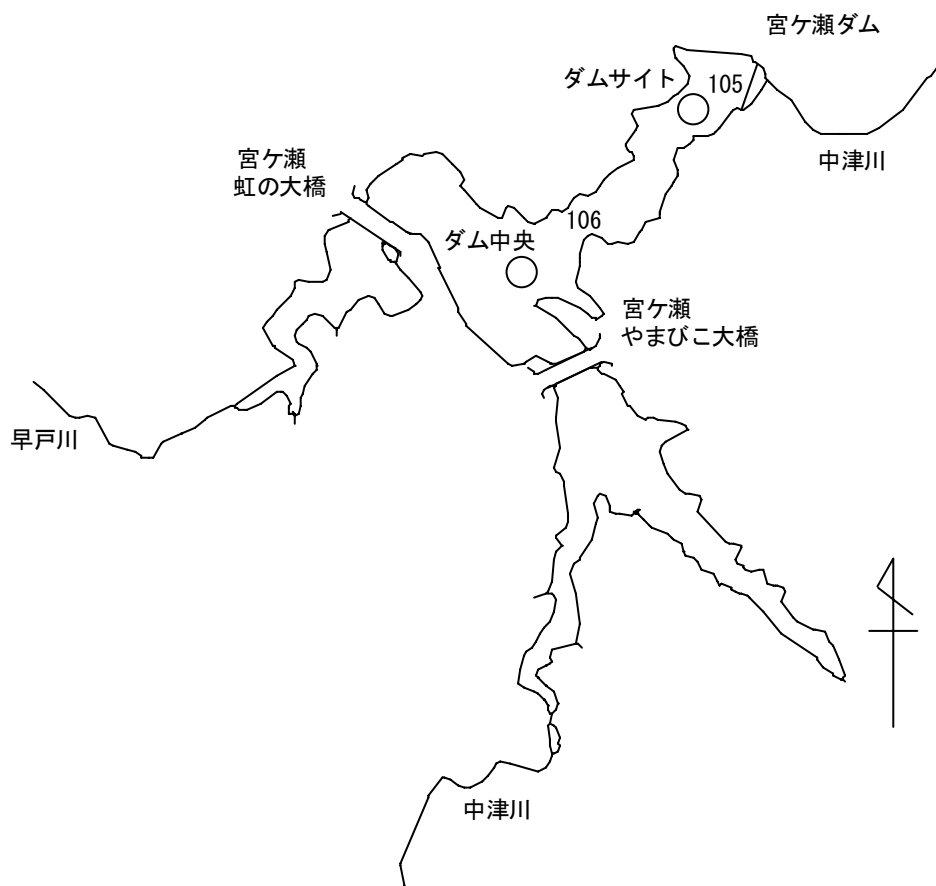 宮ケ瀬ダム
ダムサイト
105
中津川
宮ケ瀬
虹の大橋
106
ダム中央
宮ケ瀬
やまびこ大橋
早戸川
中津川